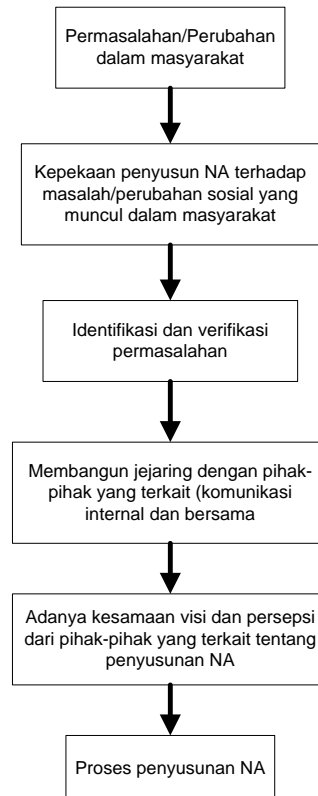 Permasalahan/Perubahan
dalam masyarakat
Kepekaan penyusun NA terhadap
masalah/perubahan sosial yang
muncul dalam masyarakat
Identifikasi dan verifikasi
permasalahan
Membangun jejaring dengan pihak-
pihak yang terkait (komunikasi
internal dan bersama
Adanya kesamaan visi dan persepsi
dari pihak-pihak yang terkait tentang
penyusunan NA
Proses penyusunan NA